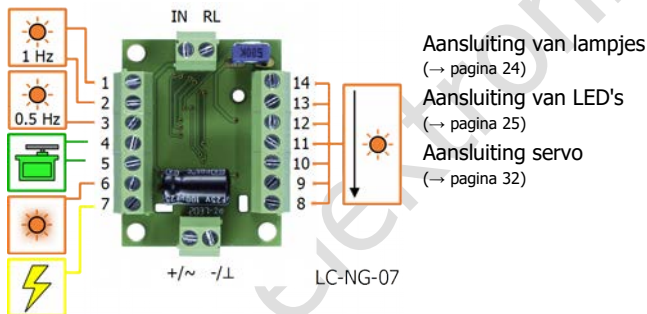 IN RL
1 Hz
0.5 Hz
1
2
3
4
5
6
7
14
13
12
11
10
9
8
+/~ -/⊥
LC-NG-07
Aansluiting van lampjes
(→ pagina 24)
Aansluiting van LED's
(→ pagina 25)
Aansluiting servo
(→ pagina 32)